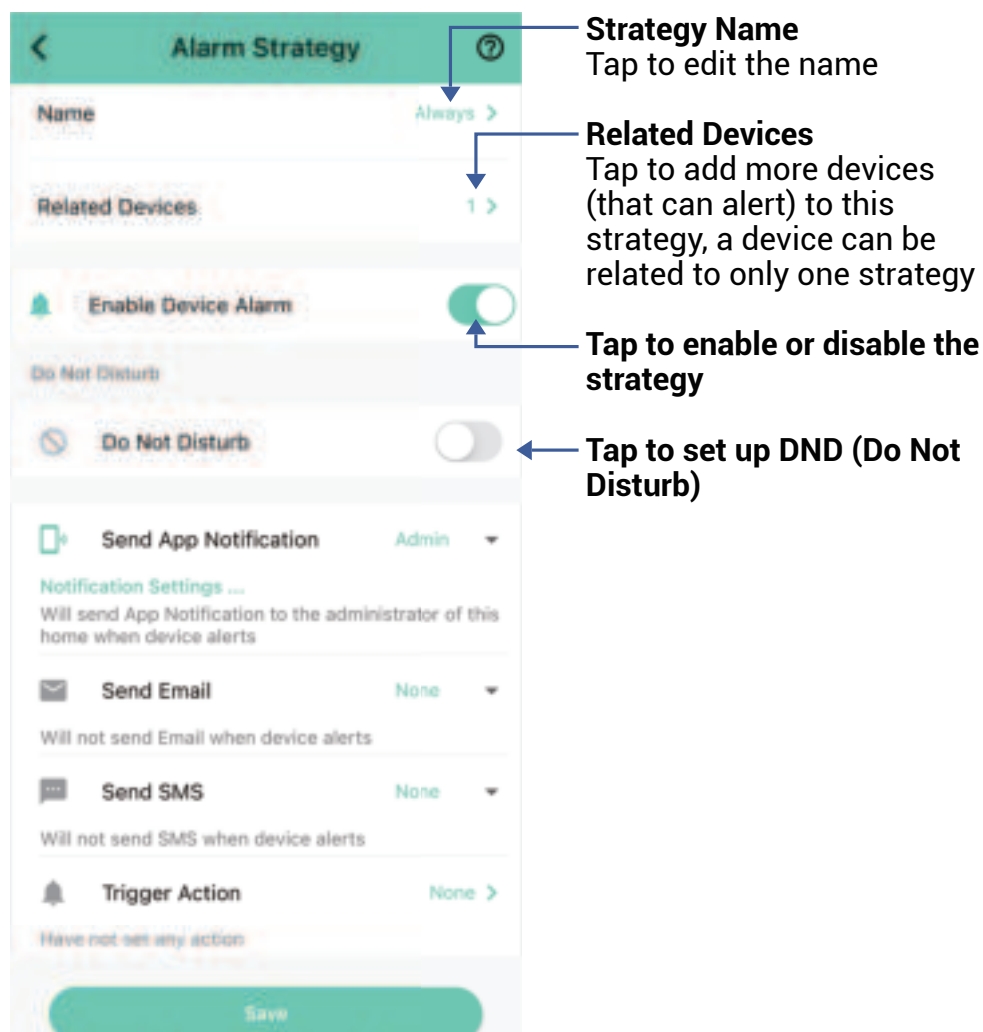 Alarm Strategy
Name
Always
Related Devices
1
Enable Device Alarm
Do Not Disturb
Do Not Disturb
Send App Notification
Admin
Notification Settings ...
Will send App Notification to the administrator of this
home when device alerts
Send Email
None
Will not send Email when device alerts
Send SMS
None
Will not send SMS when device alerts
Trigger Action
None
Have not set any action
Save
Strategy Name
Tap to edit the name
Related Devices
Tap to add more devices
(that can alert) to this
strategy, a device can be
related to only one strategy
Tap to enable or disable the
strategy
Tap to set up DND (Do Not
Disturb)